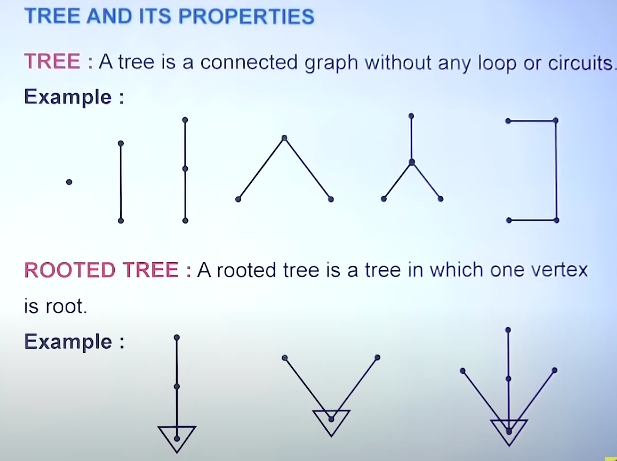 TREE AND ITS PROPERTIES
TREE : A tree is a connected graph without any loop or circuits.
Example :
ROOTED TREE : A rooted tree is a tree in which one vertex
is root.
Example :